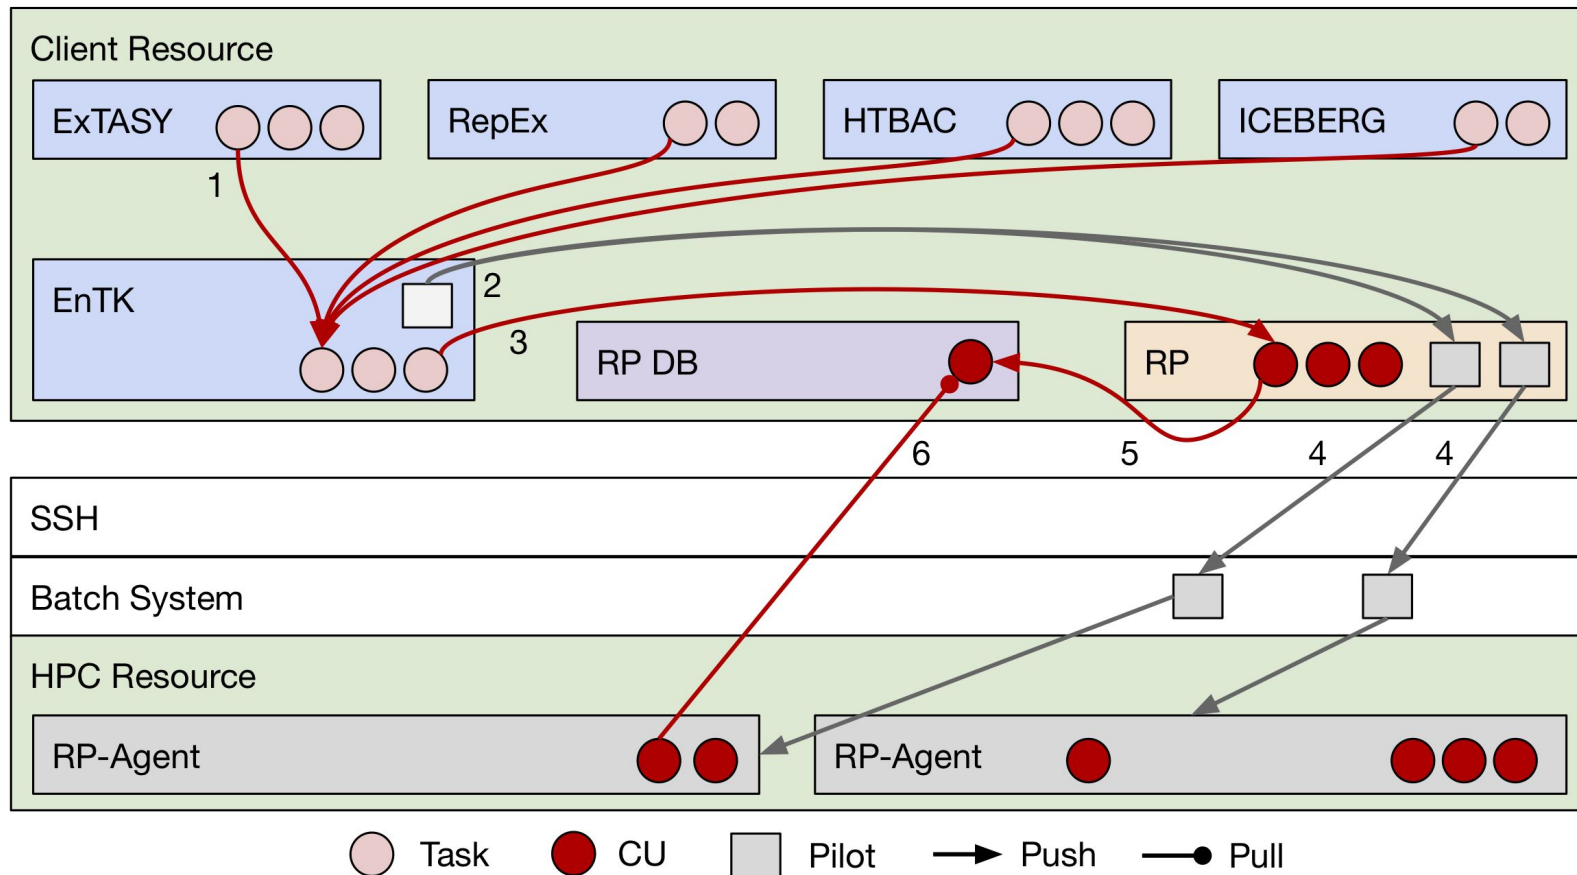 Client Resource
ExTASY
RepEx
HTBAC
ICEBERG
1
EnTK
2
3
RP DB
RP
6
5
4
4
SSH
Batch System
HPC Resource
RP-Agent
RP-Agent
Task
CU
Pilot
Push
Pull